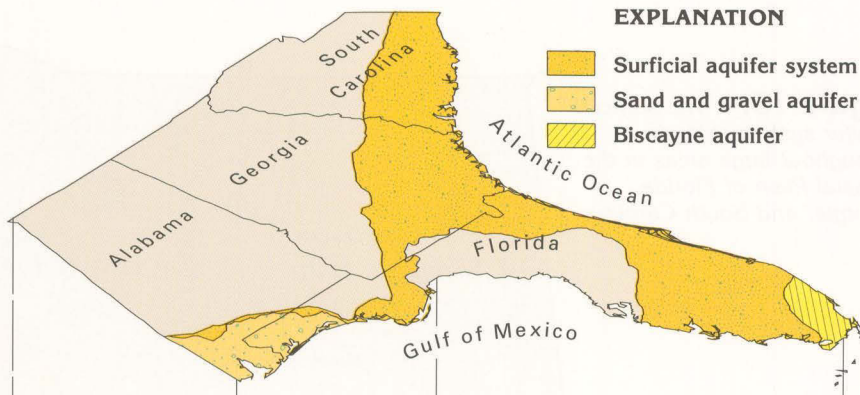 EXPLANATION
Surficial aquifer system
Sand and gravel aquifer
Biscayne aquifer
South
Carolina
Georgia
Alabama
Florida
Atlantic Ocean
Gulf of Mexico